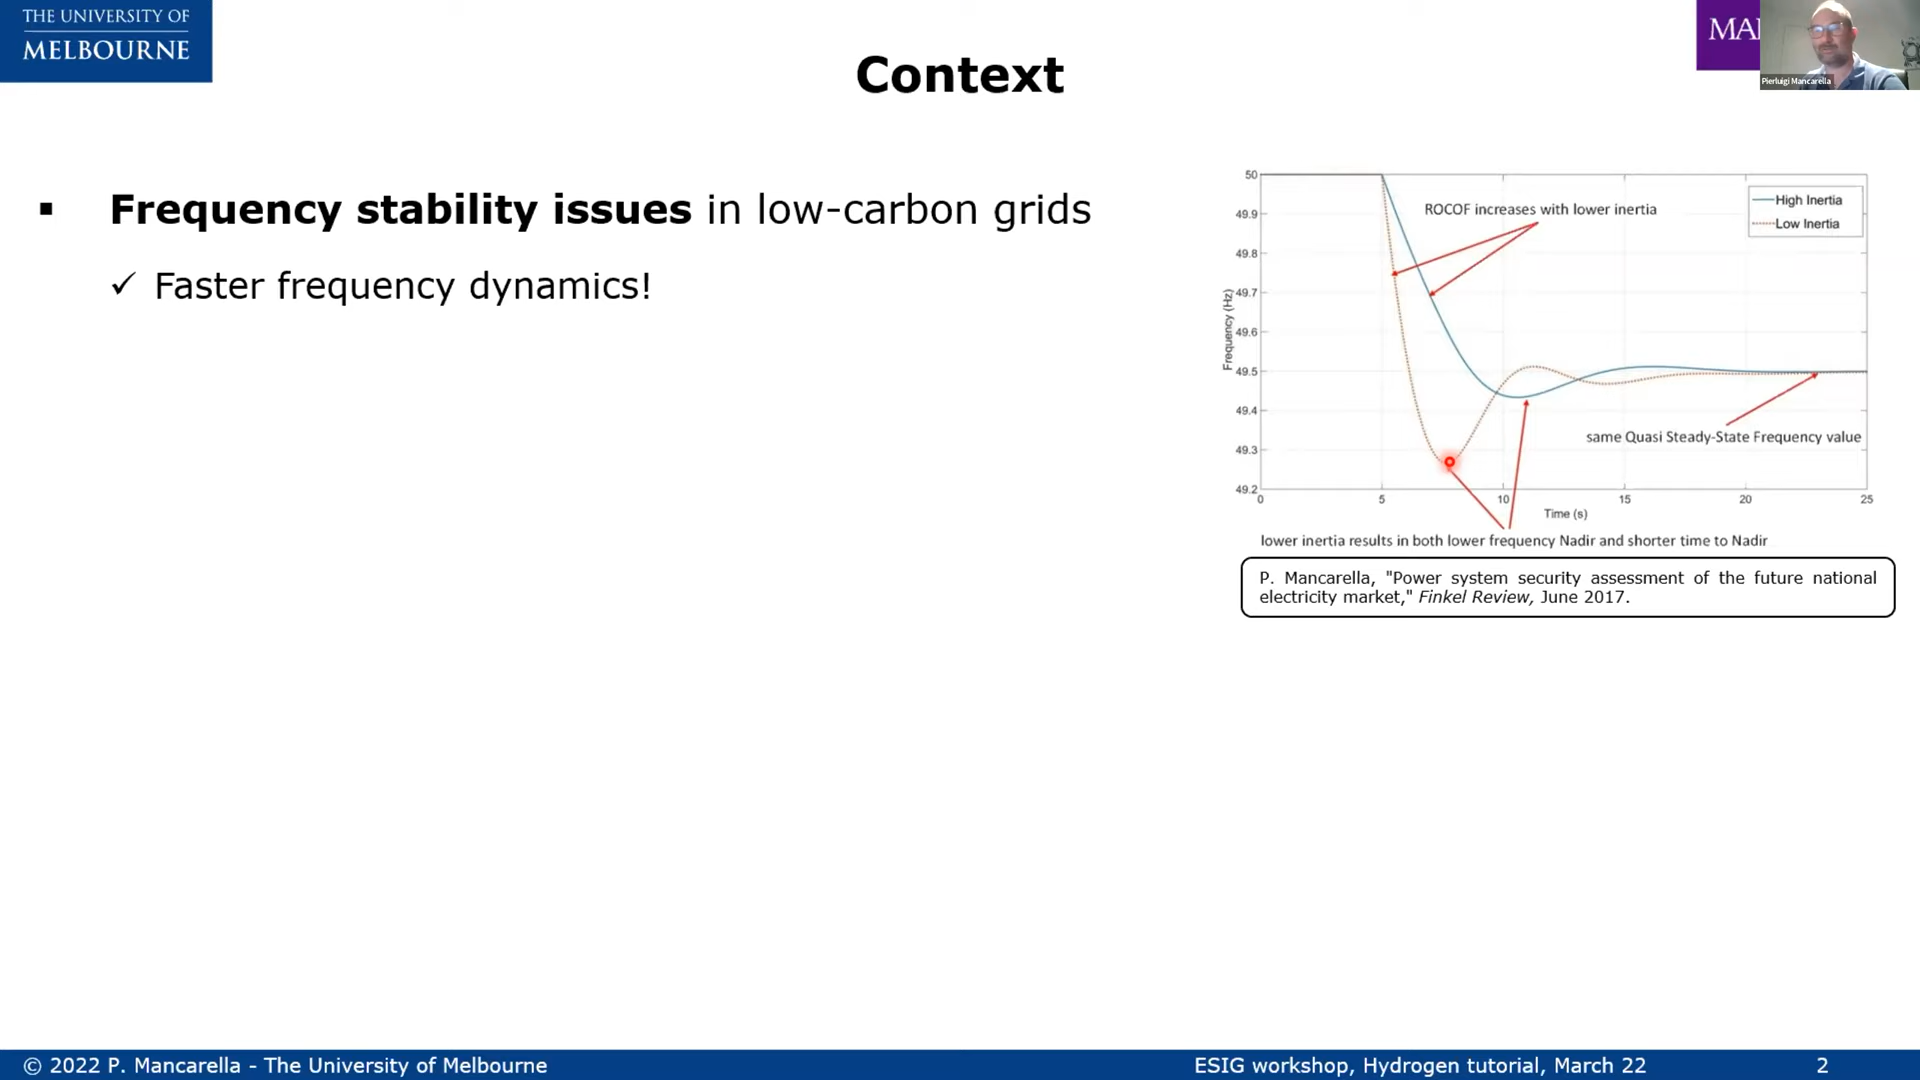 THE UNIVERSITY OF
MELBOURNE
MA
Pierluigi Mancarella
Context
▪ Frequency stability issues in low-carbon grids
✓ Faster frequency dynamics!
50
49.9
49.8
49.7
49.6
49.5
49.4
49.3
49.2
Frequency (Hz)
ROCOF increases with lower inertia
High Inertia
Low Inertia
same Quasi Steady-State Frequency value
0 5 10 15 20 25
Time (s)
lower inertia results in both lower frequency Nadir and shorter time to Nadir
P. Mancarella, "Power system security assessment of the future national
electricity market," Finkel Review, June 2017.
© 2022 P. Mancarella - The University of Melbourne
ESIG workshop, Hydrogen tutorial, March 22
2